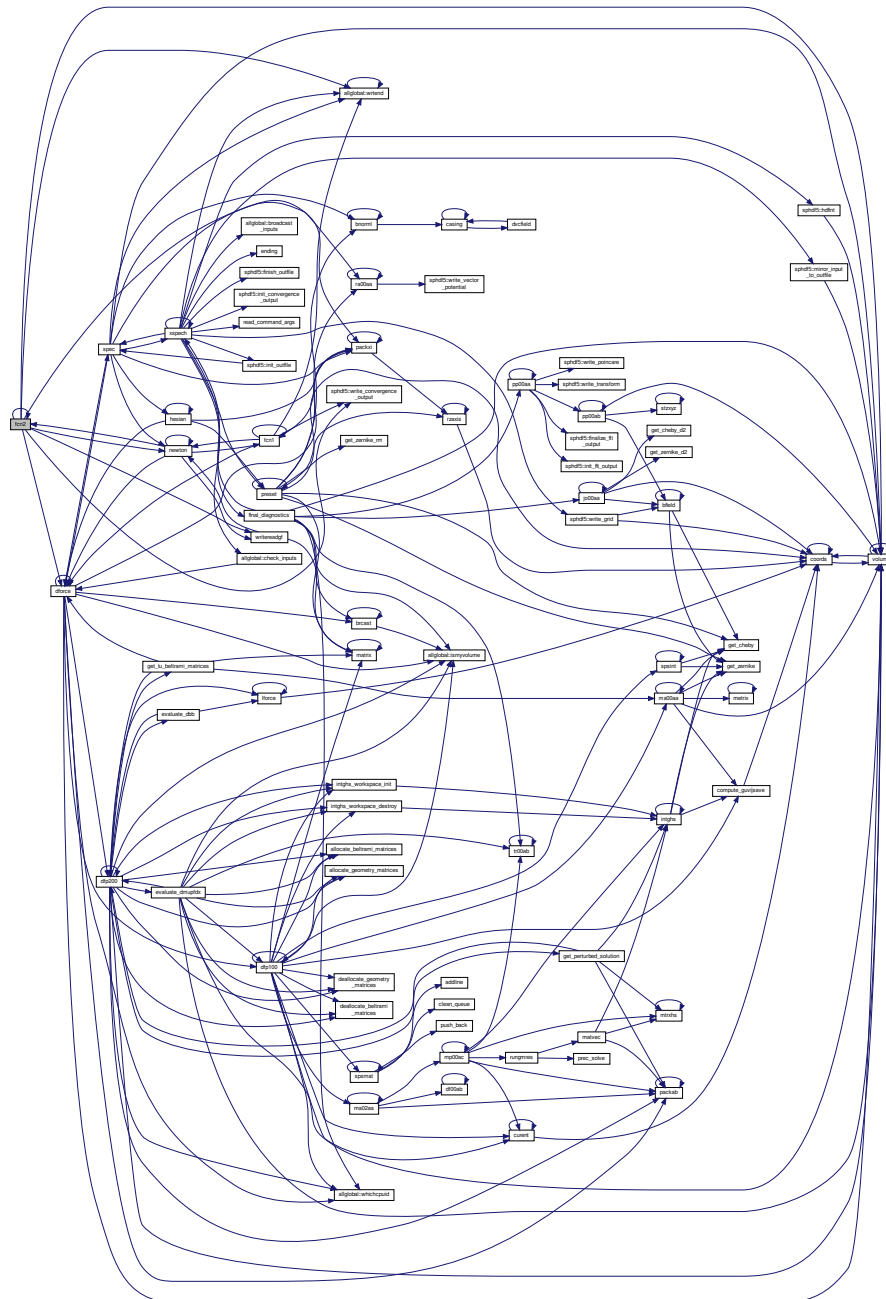 allglobal::wrtend
sphdf5::hdfint
allglobal::broadcast
_inputs
bnorml
casing
dvcfield
ending
sphdf5::mirror_input
_to_outfile
sphdf5::finish_outfile
ra00aa
sphdf5::write_vector
_potential
sphdf5::init_convergence
_output
read_command_args
xspech
spec
packxi
sphdf5::init_outfile
sphdf5::write_poincare
volume
coords
pp00aa
sphdf5::write_transform
sphdf5::write_convergence
_output
stzxyz
pp00ab
hesian
rzaxis
fcn2
get_cheby_d2
sphdf5::finalize_flt
_output
fcn1
get_zernike_rm
newton
get_zernike_d2
sphdf5::init_flt_output
preset
jo00aa
bfield
final_diagnostics
sphdf5::write_grid
writereadgf
allglobal::check_inputs
dforce
brcast
get_cheby
matrix
allglobal::ismyvolume
get_lu_beltrami_matrices
spsint
get_zernike
lforce
ma00aa
metrix
evaluate_dbb
intghs_workspace_init
compute_guvijsave
intghs_workspace_destroy
intghs
allocate_beltrami_matrices
tr00ab
allocate_geometry_matrices
dfp200
evaluate_dmupfdx
get_perturbed_solution
dfp100
deallocate_geometry
_matrices
addline
clean_queue
deallocate_beltrami
_matrices
mtrxhs
push_back
matvec
mp00ac
rungmres
prec_solve
spsmat
df00ab
packab
ma02aa
curent
allglobal::whichcpuid